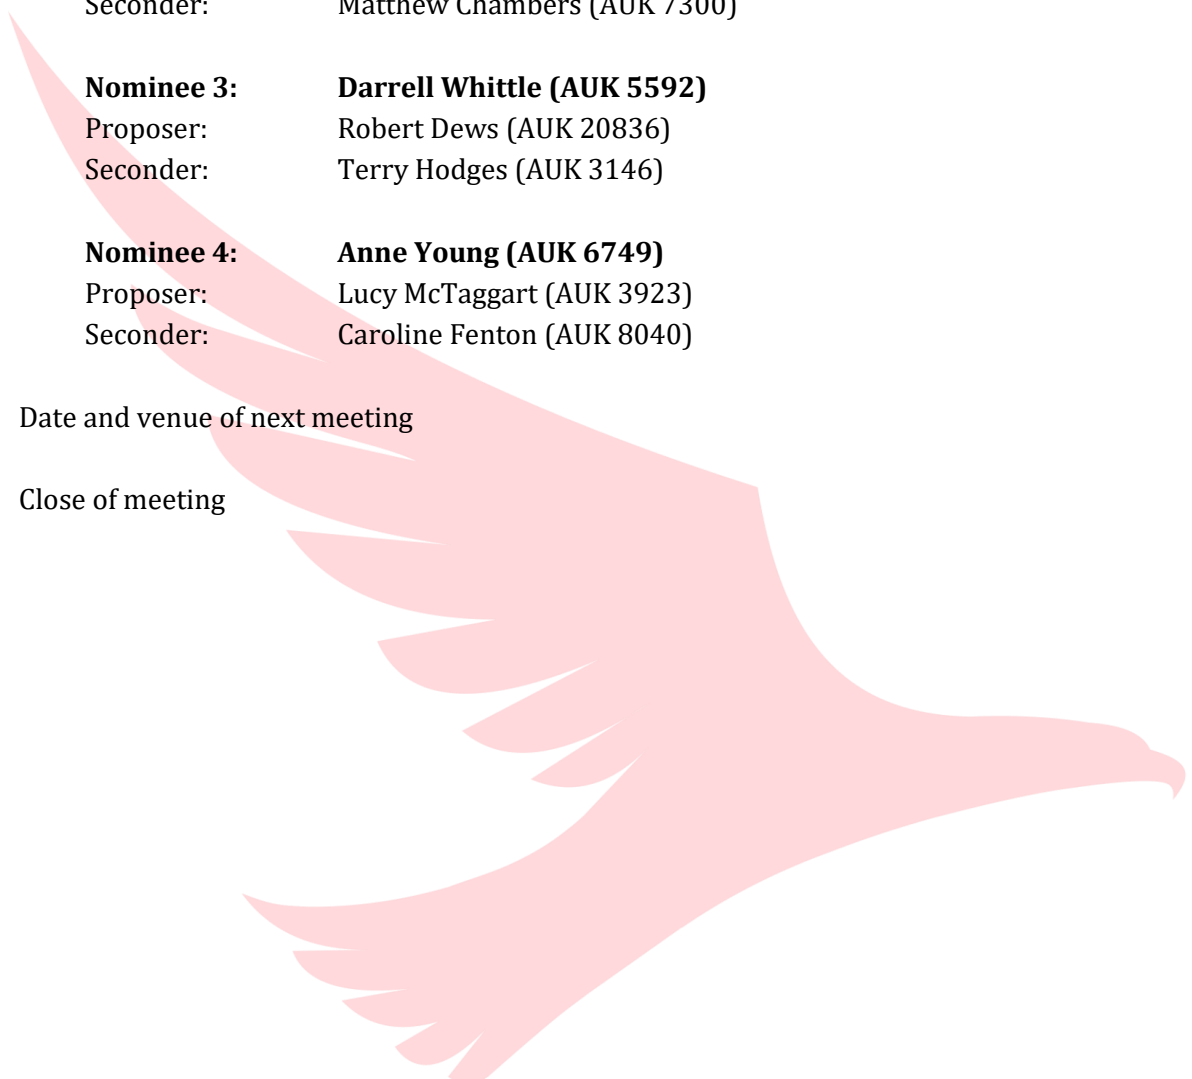 Seconder: Matthew Chambers (AUK 7300)
Nominee 3: Darrell Whittle (AUK 5592)
Proposer: Robert Dews (AUK 20836)
Seconder: Terry Hodges (AUK 3146)
Nominee 4: Anne Young (AUK 6749)
Proposer: Lucy McTaggart (AUK 3923)
Seconder: Caroline Fenton (AUK 8040)
Date and venue of next meeting
Close of meeting